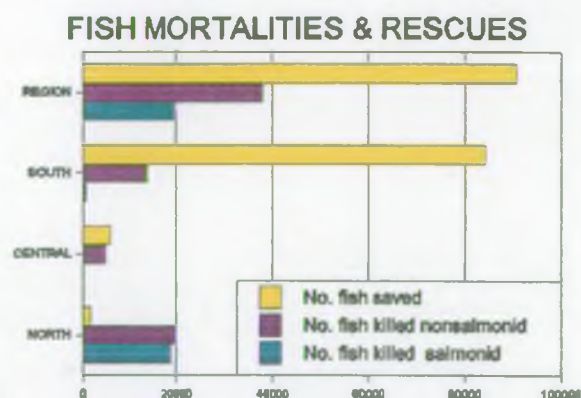 FISH MORTALITIES & RESCUES
REGION
SOUTH
CENTRAL
NORTH
No. fish saved
No. fish killed nonsalmonid
No. fish killed salmonid
0 20000 40000 60000 80000 100000